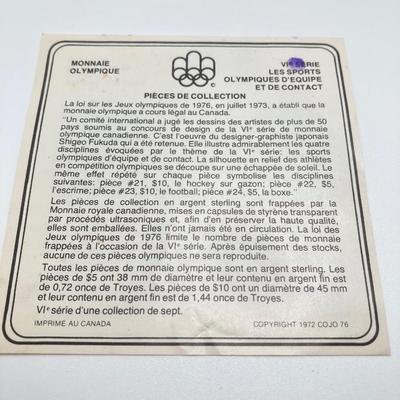 MONNAIE
OLYMPIQUE
©
VIe SÉRIE
LES SPORTS
OLYMPIQUES D'EQUIPE
ET DE CONTACT
PIÈCES DE COLLECTION
La loi sur les Jeux olympiques de 1976, en juillet 1973, a établi que la
monnaie olympique a cours légal au Canada.
"Un comité international a jugé les dessins des artistes de plus de 50
pays soumis au concours de design de la VIe série de monnaie
olympique canadienne. C'est l'oeuvre du designer-graphiste japonais
Shigeo Fukuda qui a été retenue. Elle illustre admirablement les quatre
disciplines évoquées par le thème de la VIe série: les sports
olympiques d'équipe et de contact. La silhouette en relief des athlètes
en compétition olympiques se découpe sur une échappée de soleil. Le
même effet répété sur chaque pièce symbolise les disciplines
suivantes: pièce #21, $10, le hockey sur gazon; pièce #22, $5,
l'escrime; pièce #23, $10, le football; pièce #24, $5, la boxe."
Les pièces de collection en argent sterling sont frappées par la
Monnaie royale canadienne, mises en capsules de styrène transparent
par procédés ultrasoniques et, afin d'en préserver la haute qualité,
elles sont emballées. Elles n'ont jamais été en circulation. La loi des
Jeux olympiques de 1976 limite le nombre de pièces de monnaie
frappées à l'occasion de la VIe série. Après épuisement des stocks,
aucune de ces pièces olympiques ne sera reproduite.
Toutes les pièces de monnaie olympique sont en argent sterling. Les
pièces de $5 ont 38 mm de diamètre et leur contenu en argent fin est
de 0,72 once de Troyes. Les pièces de $10 ont un diamètre de 45 mm
et leur contenu en argent fin est de 1,44 once de Troyes.
VIe série d'une collection de sept.
IMPRIME AU CANADA
COPYRIGHT 1972 COJO 76